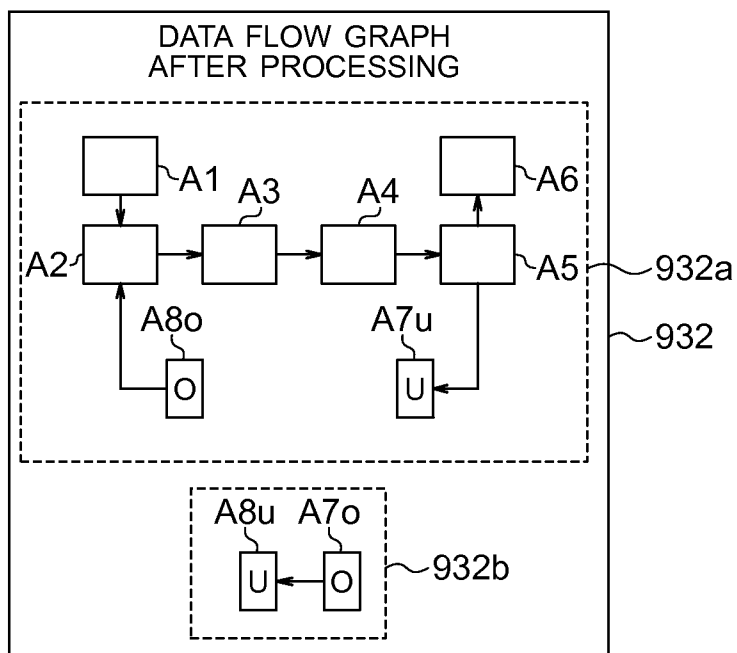 DATA FLOW GRAPH
AFTER PROCESSING
A1
A6
A3
A4
A2
A5
932a
A8o
A7u
932
O
U
A8u
A7o
932b
U
O